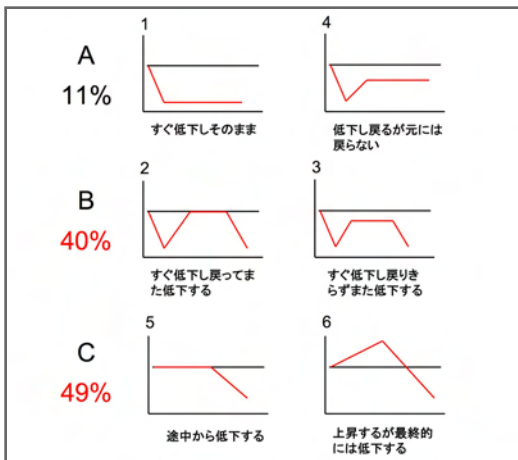 1
4
A
11%
すぐ低下しそのまま
低下し戻るが元には
戻らない
2
3
B
40%
すぐ低下し戻ってま
た低下する
すぐ低下し戻りき
らずまた低下する
5
6
C
49%
途中から低下する
上昇するが最終的
には低下する